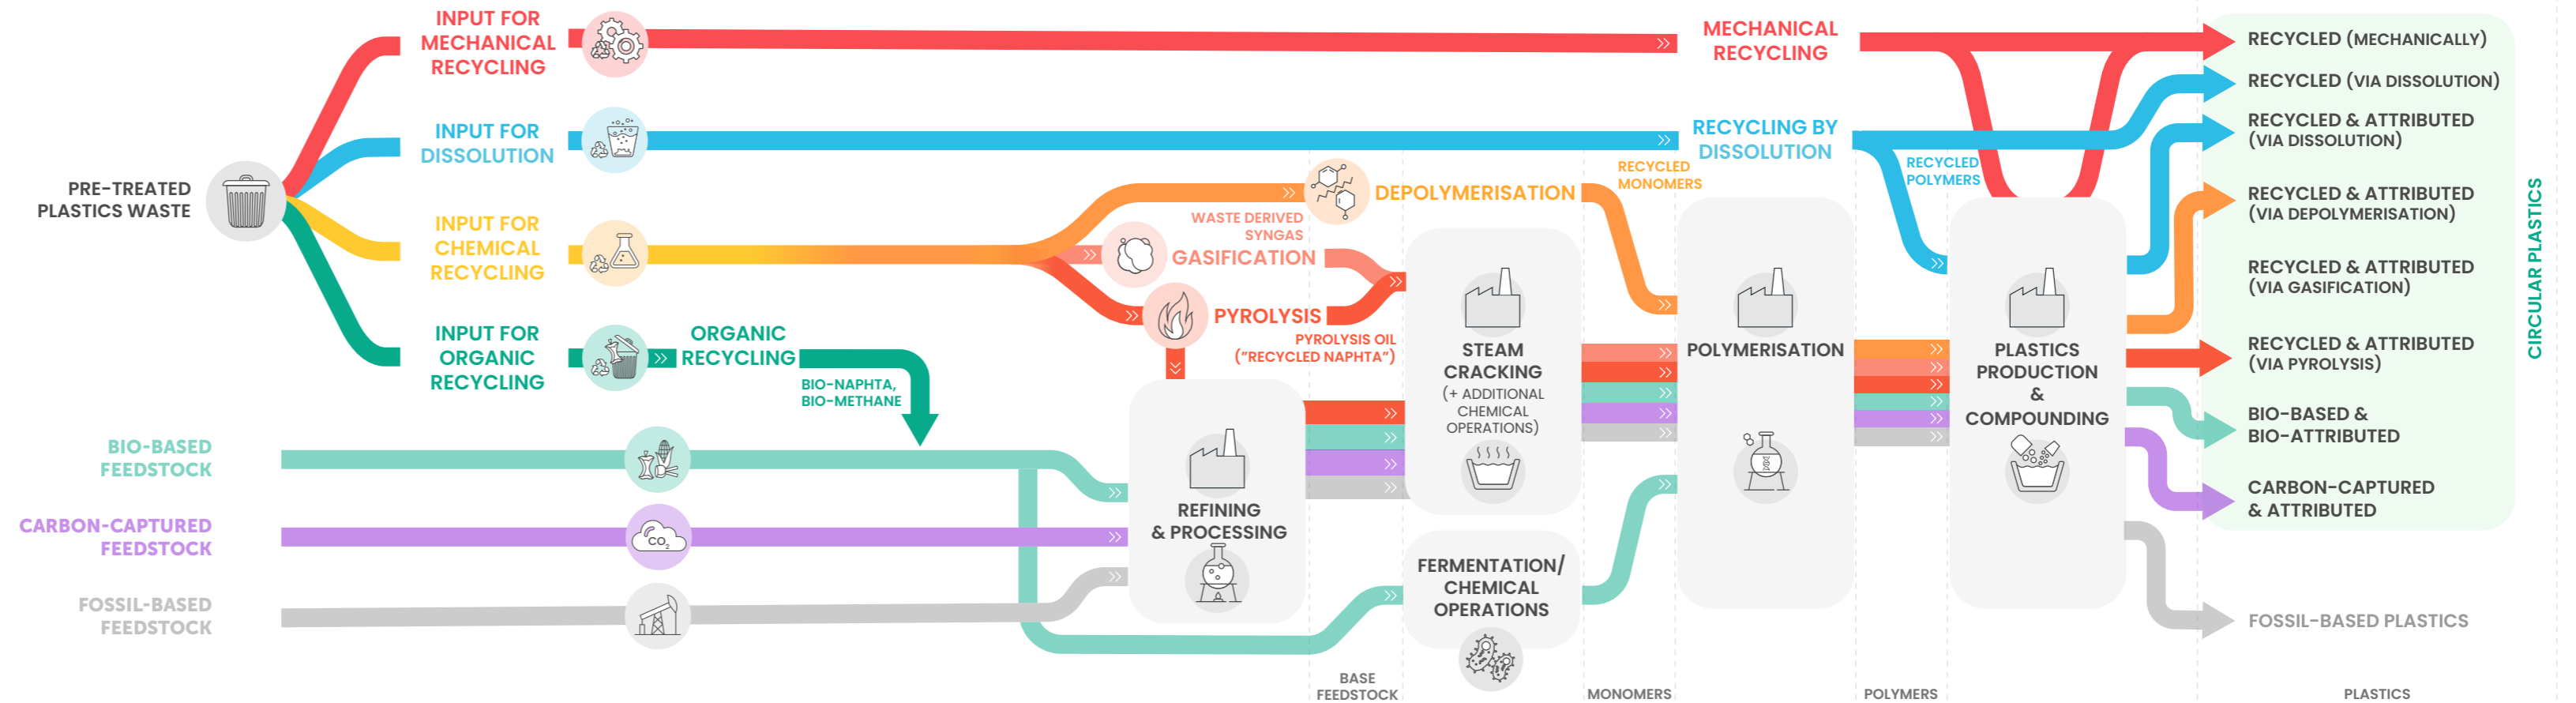 PRE-TREATED
PLASTICS WASTE
INPUT FOR
MECHANICAL
RECYCLING
INPUT FOR
DISSOLUTION
INPUT FOR
CHEMICAL
RECYCLING
INPUT FOR
ORGANIC
RECYCLING
ORGANIC
RECYCLING
BIO-NAPHTA,
BIO-METHANE
BIO-BASED
FEEDSTOCK
CARBON-CAPTURED
FEEDSTOCK
CO2
FOSSIL-BASED
FEEDSTOCK
DEPOLYMERISATION
WASTE DERIVED
SYNGAS
GASIFICATION
PYROLYSIS
PYROLYSIS OIL
("RECYCLED NAPHTA")
REFINING
& PROCESSING
STEAM
CRACKING
(+ ADDITIONAL
CHEMICAL
OPERATIONS)
FERMENTATION/
CHEMICAL
OPERATIONS
MECHANICAL
RECYCLING
RECYCLING BY
DISSOLUTION
RECYCLED
MONOMERS
RECYCLED
POLYMERS
POLYMERISATION
PLASTICS
PRODUCTION
&
COMPOUNDING
RECYCLED (MECHANICALLY)
RECYCLED (VIA DISSOLUTION)
RECYCLED & ATTRIBUTED
(VIA DISSOLUTION)
RECYCLED & ATTRIBUTED
(VIA DEPOLYMERISATION)
RECYCLED & ATTRIBUTED
(VIA GASIFICATION)
RECYCLED & ATTRIBUTED
(VIA PYROLYSIS)
BIO-BASED &
BIO-ATTRIBUTED
CARBON-CAPTURED
& ATTRIBUTED
CIRCULAR PLASTICS
FOSSIL-BASED PLASTICS
BASE
FEEDSTOCK
MONOMERS
POLYMERS
PLASTICS